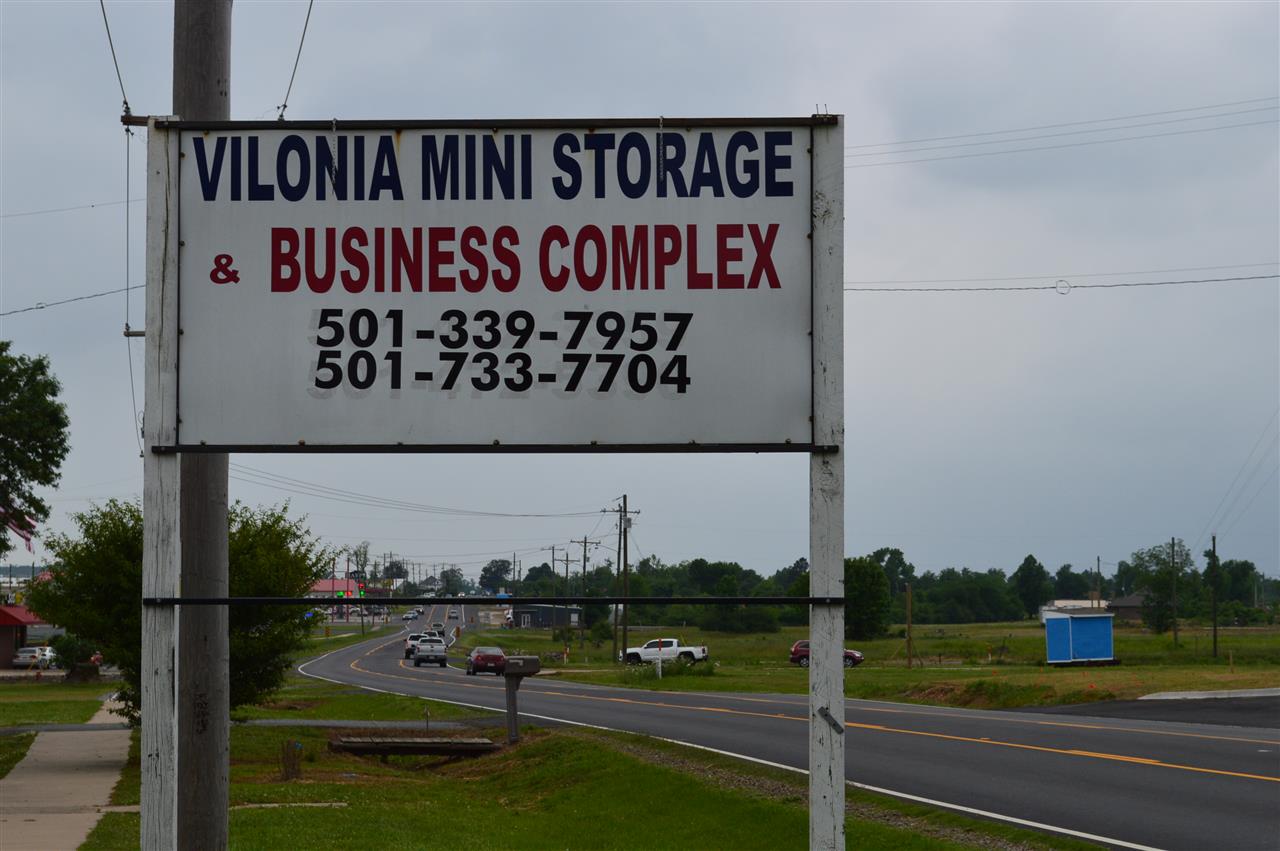 VILONIA MINI STORAGE
& BUSINESS COMPLEX
501-339-7957
501-733-7704